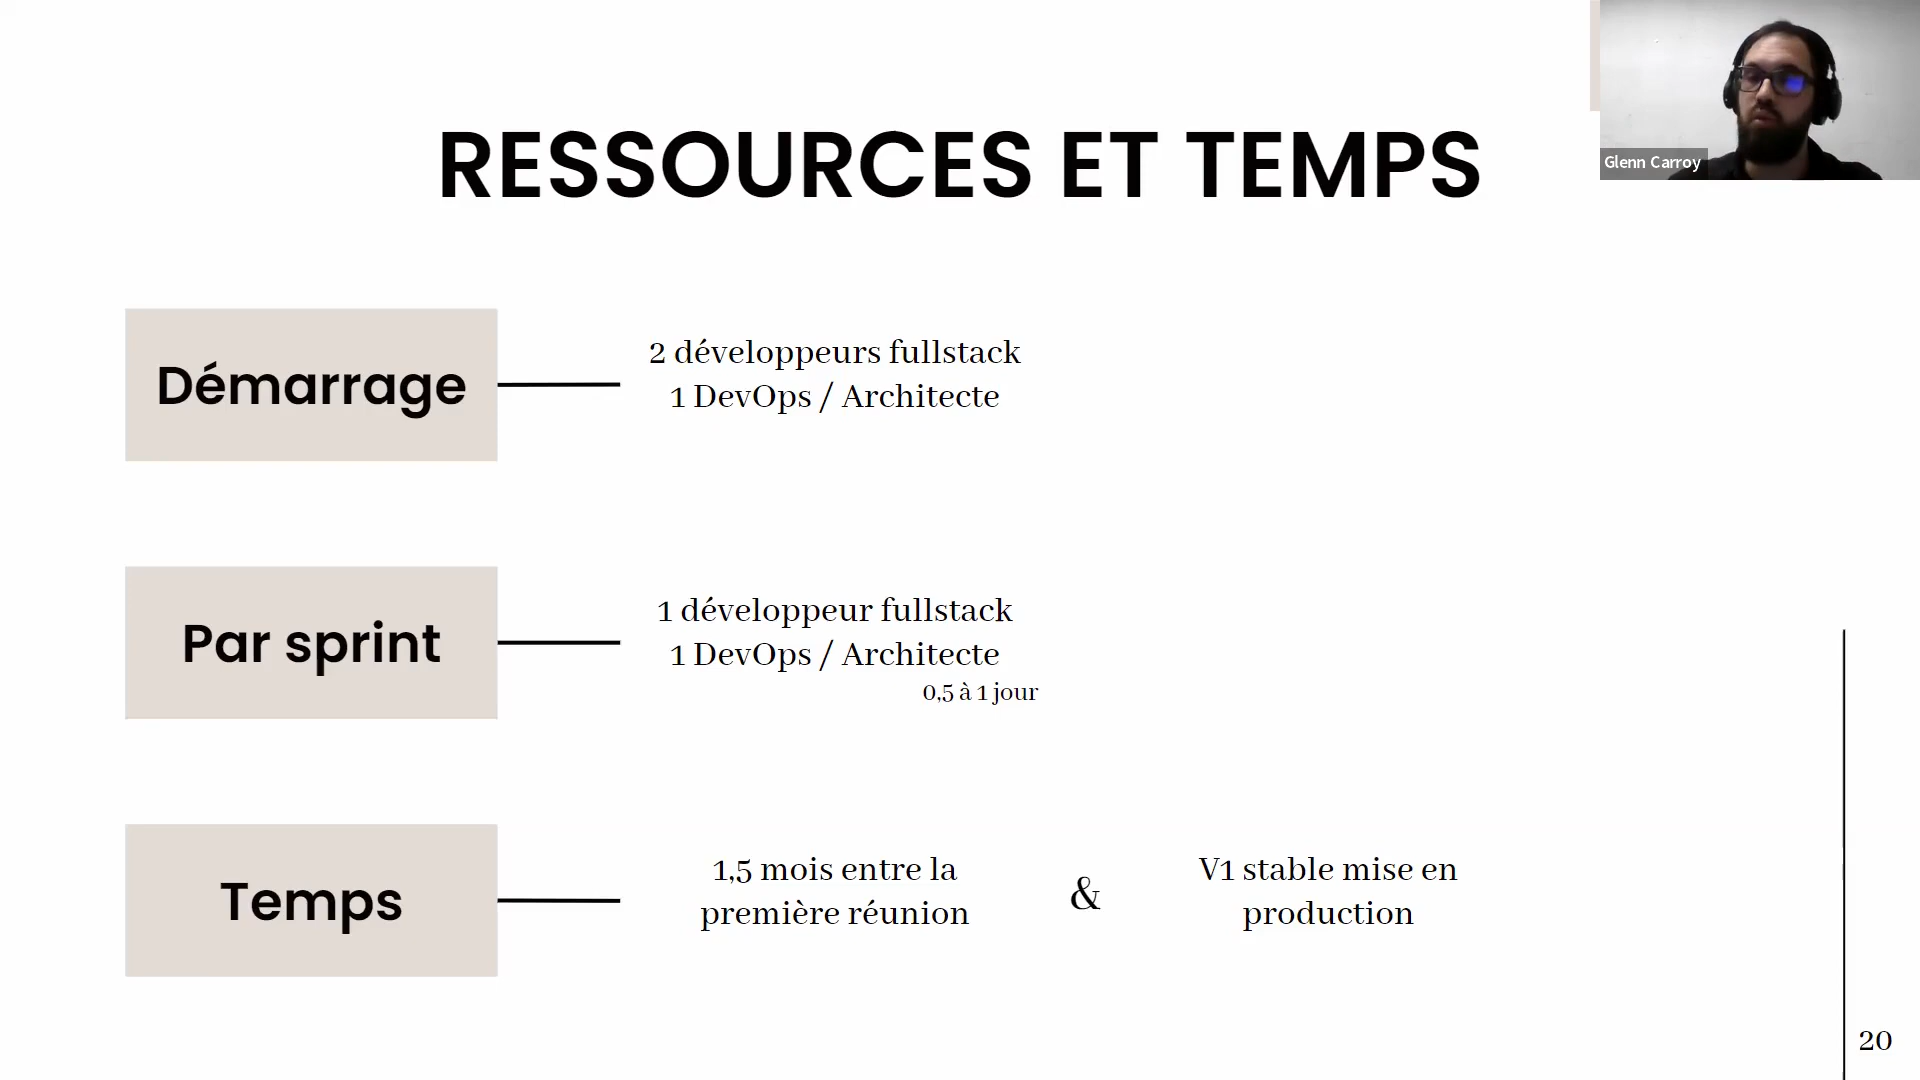 Glenn Carroy
RESSOURCES ET TEMPS
Démarrage
2 développeurs fullstack
1 DevOps / Architecte
Par sprint
1 développeur fullstack
1 DevOps / Architecte
0,5 à 1 jour
Temps
1,5 mois entre la
première réunion
&
V1 stable mise en
production
20